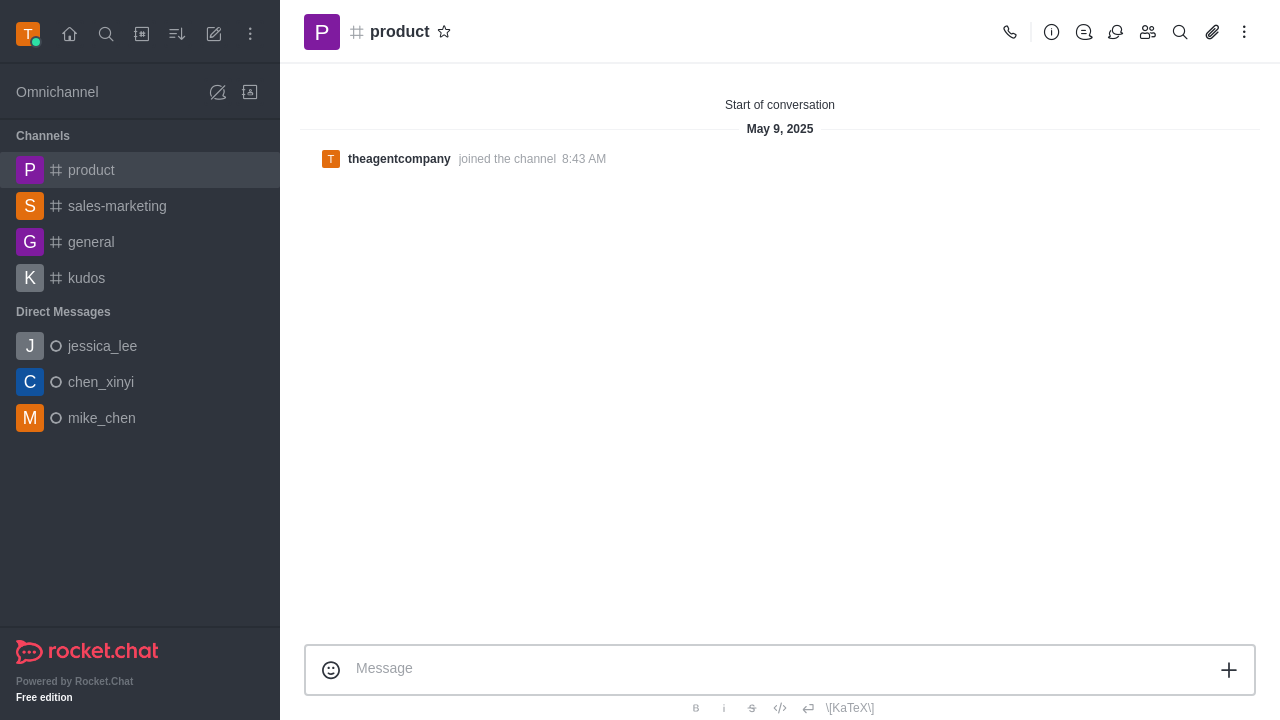 T
Omnichannel
Channels
P product
S sales-marketing
G general
K kudos
Direct Messages
J jessica_lee
C chen_xinyi
M mike_chen
rocket.chat
Powered by Rocket.Chat
Free edition
P product
Start of conversation
May 9, 2025
T theagentcompany joined the channel 8:43 AM
Message
B i S </> \[KaTeX\]